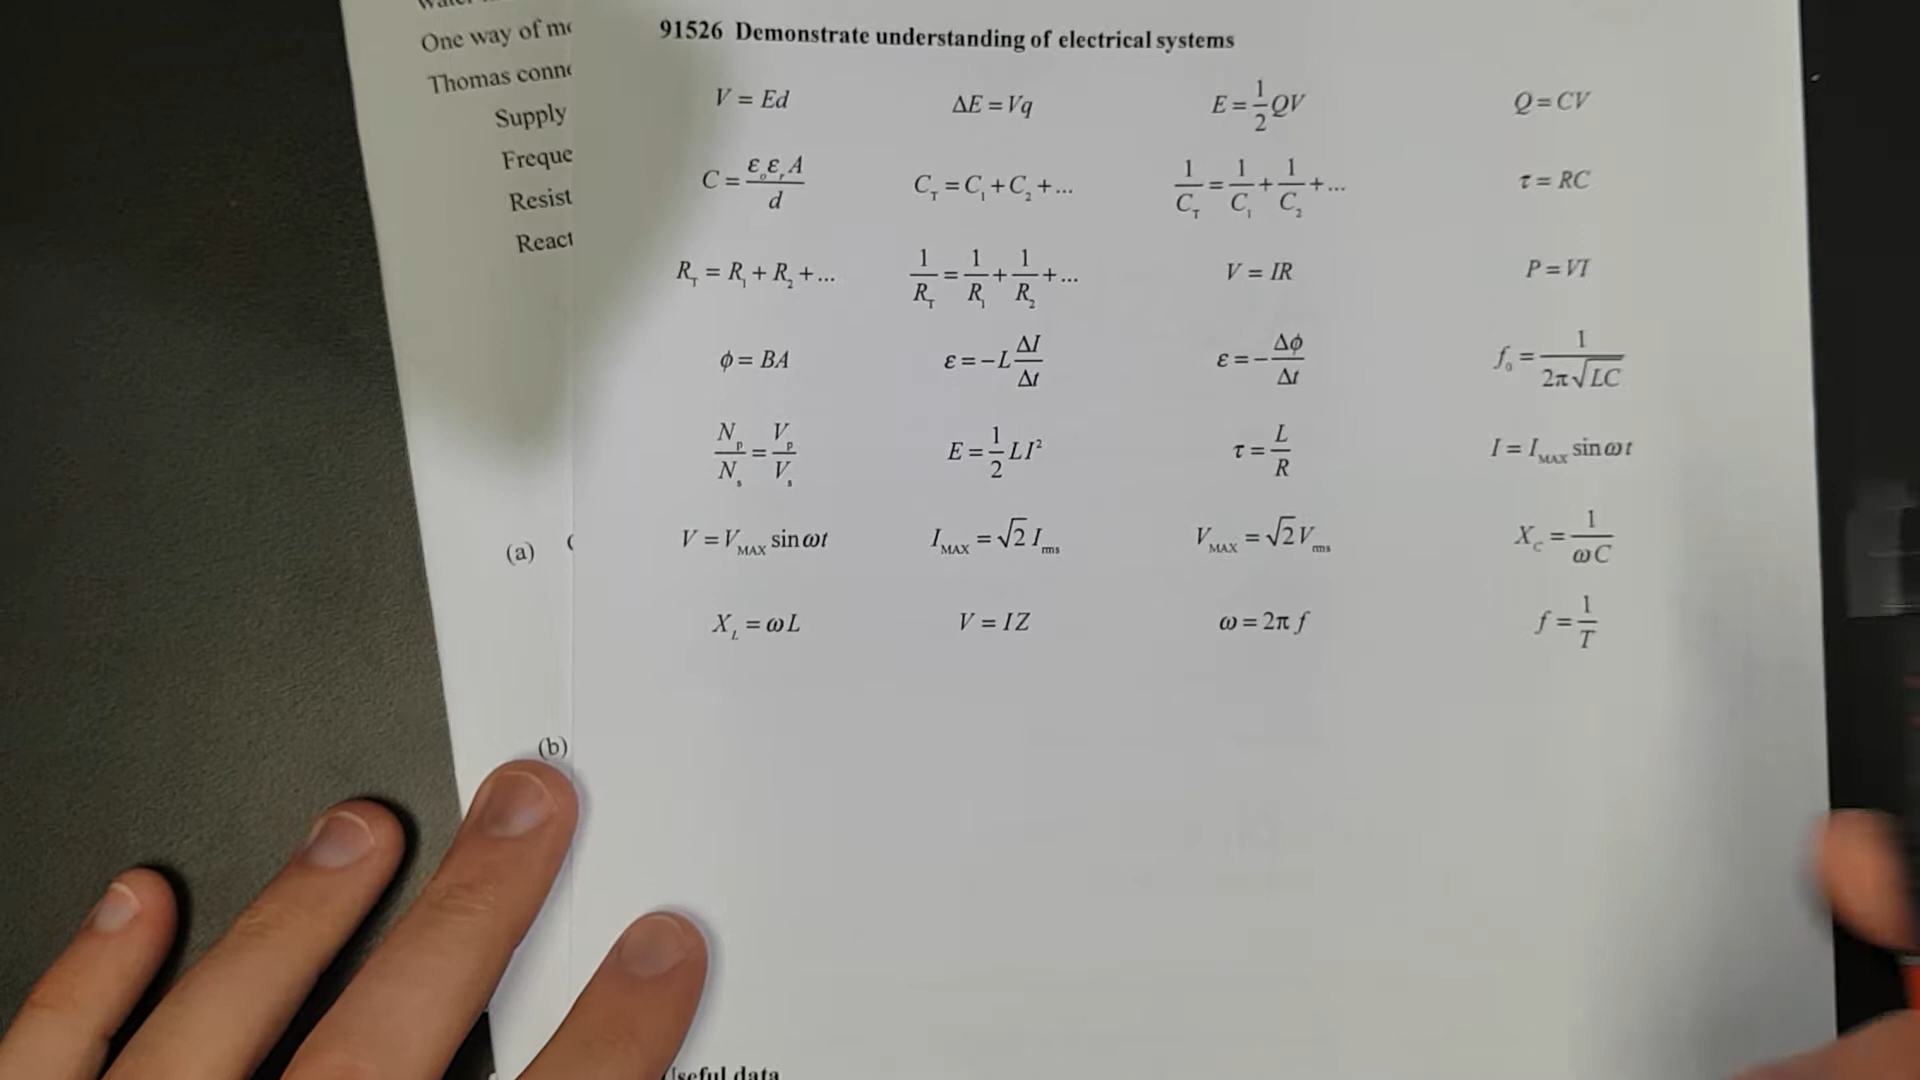 One way of
Thomas
Supply
Freque
Resist
React
(a)
(b)
91526 Demonstrate understanding of electrical systems
V = Ed ΔE = Vq E = 1/2 QV Q = CV
C = ε₀εᵣA/d C_T = C₁ + C₂ + ... 1/C_T = 1/C₁ + 1/C₂ + ... τ = RC
R_T = R₁ + R₂ + ... 1/R_T = 1/R₁ + 1/R₂ + ... V = IR P = VI
ϕ = BA ε = −L ΔI/Δt ε = −Δϕ/Δt f₀ = 1/(2π√LC)
N_p/N_s = V_p/V_s E = 1/2 LI² τ = L/R I = I_MAX sin ωt
V = V_MAX sin ωt I_MAX = √2 I_rms V_MAX = √2 V_rms X_C = 1/ωC
X_L = ωL V = IZ ω = 2πf f = 1/T
Useful data